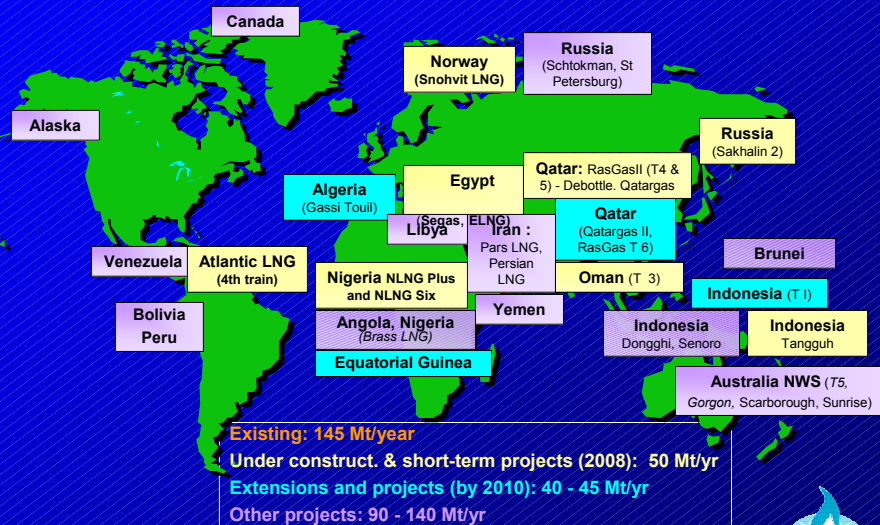 Canada
Norway
(Snohvit LNG)
Russia
(Schtokman, St
Petersburg)
Alaska
Russia
(Sakhalin 2)
Qatar: RasGasII (T4 &
5) - Debottle. Qatargas
Algeria
(Gassi Touil)
Egypt
(Segas, ELNG)
Qatar
(Qatargas II,
RasGas T 6)
Libya
Iran :
Pars LNG,
Persian
LNG
Brunei
Venezuela
Atlantic LNG
(4th train)
Nigeria NLNG Plus
and NLNG Six
Oman (T 3)
Indonesia (T I)
Yemen
Bolivia
Peru
Angola, Nigeria
(Brass LNG)
Indonesia
Dongghi, Senoro
Indonesia
Tangguh
Equatorial Guinea
Australia NWS (T5,
Gorgon, Scarborough, Sunrise)
Existing: 145 Mt/year
Under construct. & short-term projects (2008): 50 Mt/yr
Extensions and projects (by 2010): 40 - 45 Mt/yr
Other projects: 90 - 140 Mt/yr